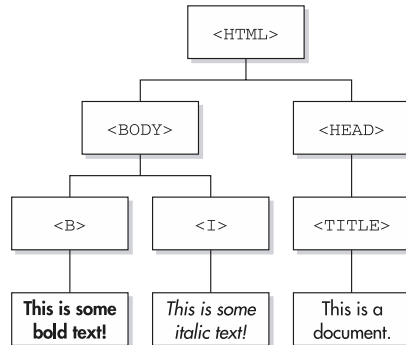 <HTML>
<BODY>
<HEAD>
<B>
<I>
<TITLE>
This is some
bold text!
This is some
italic text!
This is a
document.